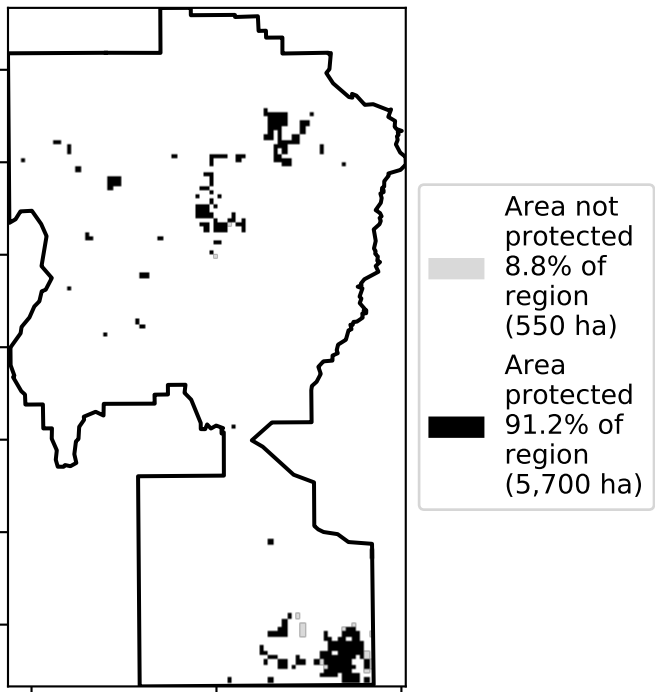 Area not
protected
8.8% of
region
(550 ha)
Area
protected
91.2% of
region
(5,700 ha)